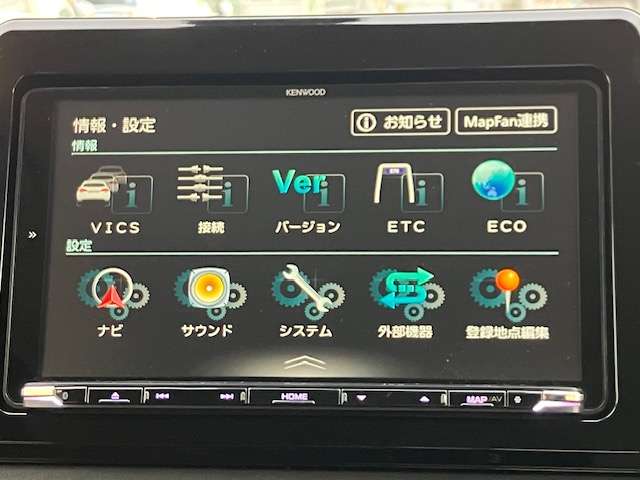 KENWOOD
情報・設定
お知らせ
MapFan連携
情報
VICS
接続
Ver
バージョン
ETC
ECO
設定
ナビ
サウンド
システム
外部機器
登録地点編集
HOME
MAP/AV